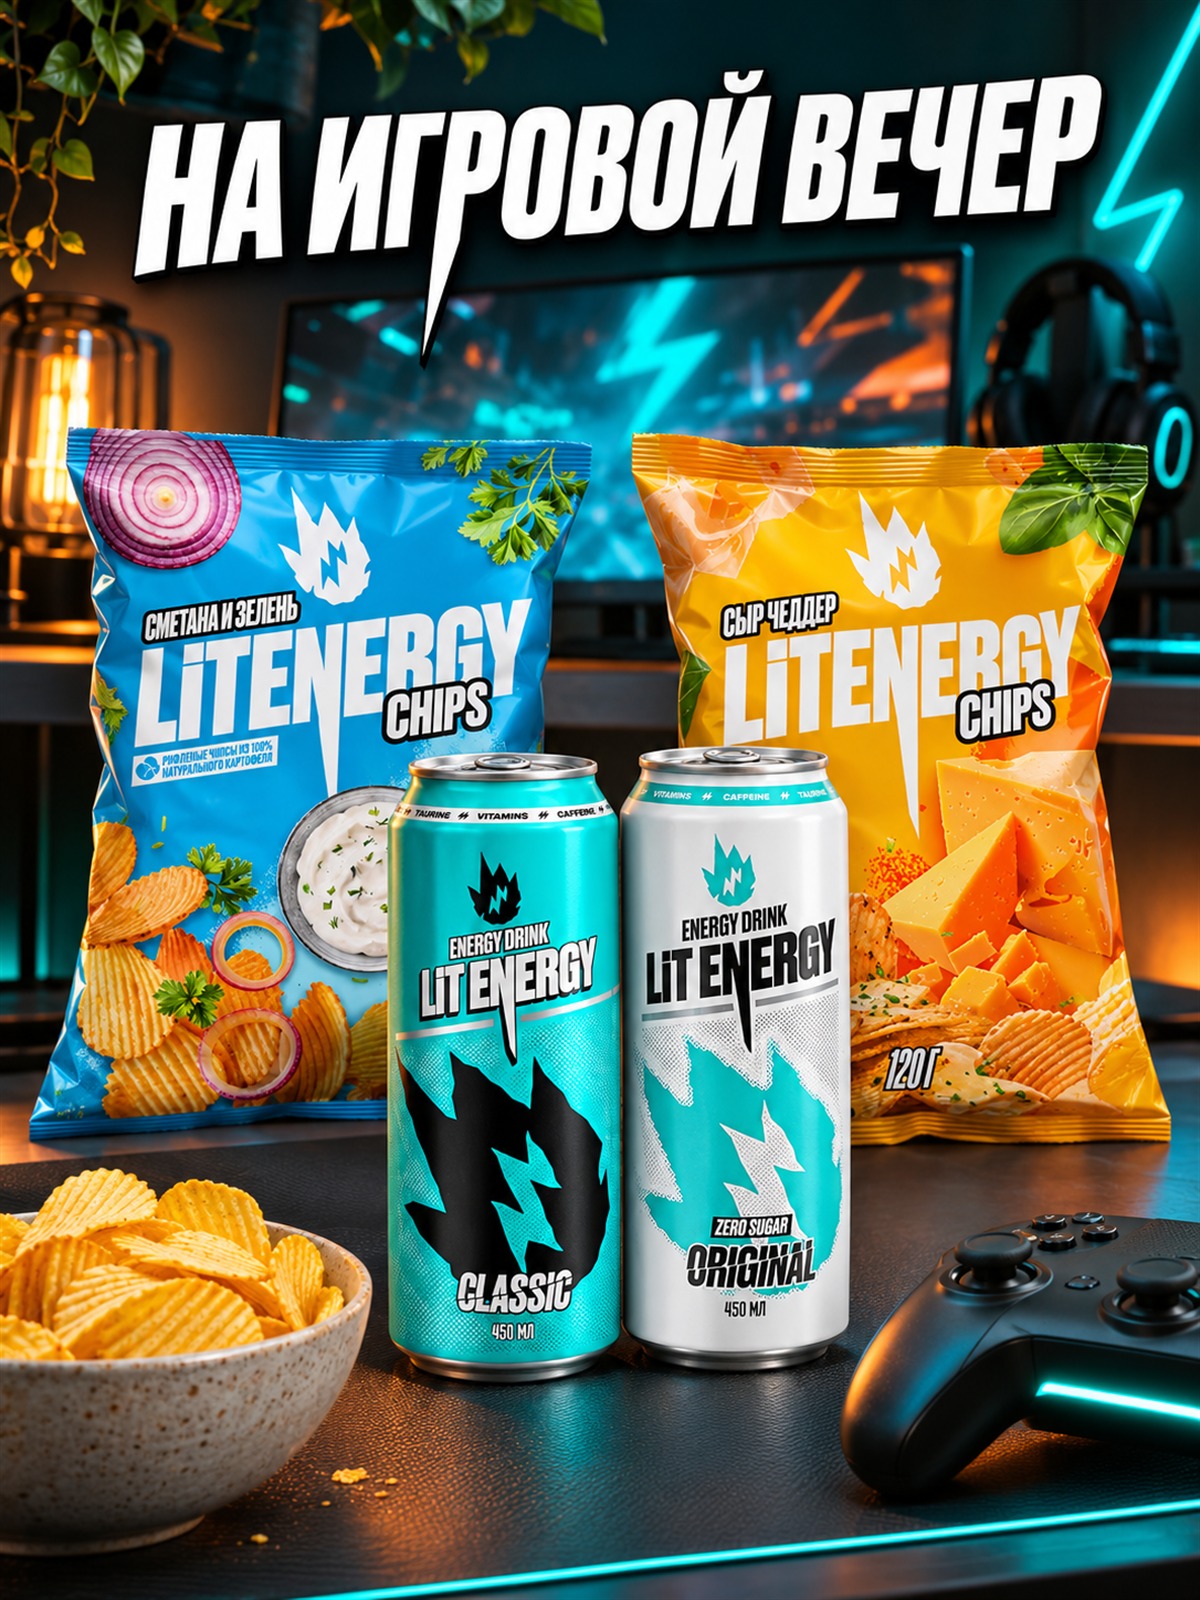 НА ИГРОВОЙ ВЕЧЕР
СМЕТАНА И ЗЕЛЕНЬ
LiTENERGY
CHIPS
РИФЛЕНЫЕ ЧИПСЫ ИЗ 100%
НАТУРАЛЬНОГО КАРТОФЕЛЯ
СЫР ЧЕДДЕР
LiTENERGY
CHIPS
120 Г
TAURINE VITAMINS CAFFEINE
ENERGY DRINK
LiT ENERGY
CLASSIC
450 МЛ
VITAMINS CAFFEINE TAURINE
ENERGY DRINK
LiT ENERGY
ZERO SUGAR
ORIGINAL
450 МЛ